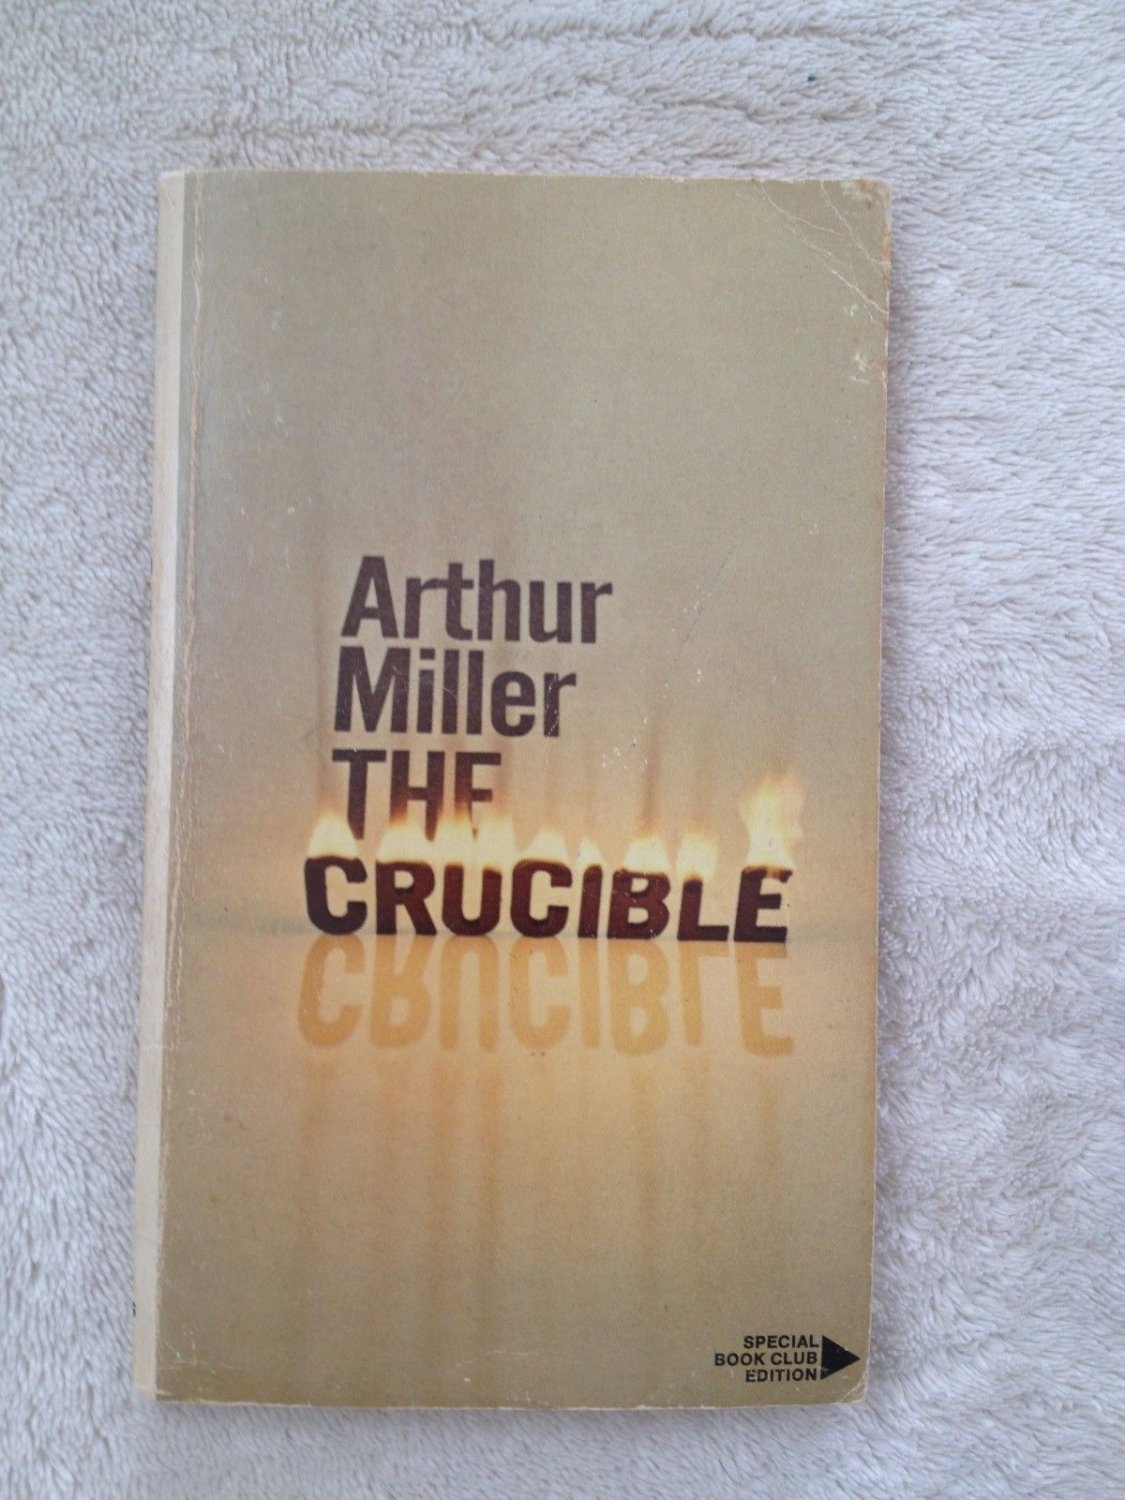 Arthur
Miller
THE
CRUCIBLE
SPECIAL
BOOK CLUB
EDITION